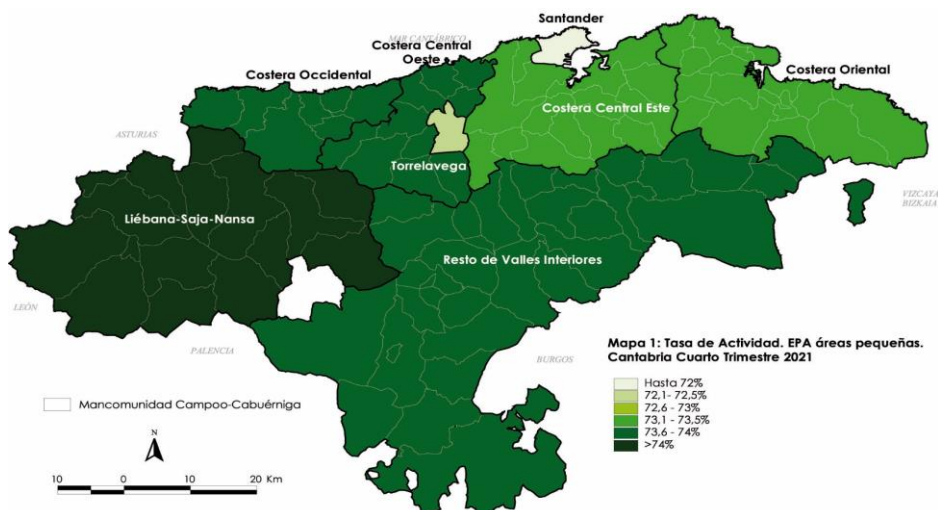 Santander
MAR CANTÁBRICO
Costera Central
Oeste
Costera Occidental
Costera Oriental
Costera Central Este
ASTURIAS
Torrelavega
VIZCAYA
BIZKAIA
Liébana-Saja-Nansa
Resto de Valles Interiores
LEÓN
PALENCIA
BURGOS
Mapa 1: Tasa de Actividad. EPA áreas pequeñas.
Cantabria Cuarto Trimestre 2021
Hasta 72%
72,1- 72,5%
72,6 - 73%
73,1 - 73,5%
73,6 - 74%
>74%
Mancomunidad Campoo-Cabuérniga
N
10 0 10 20 Km